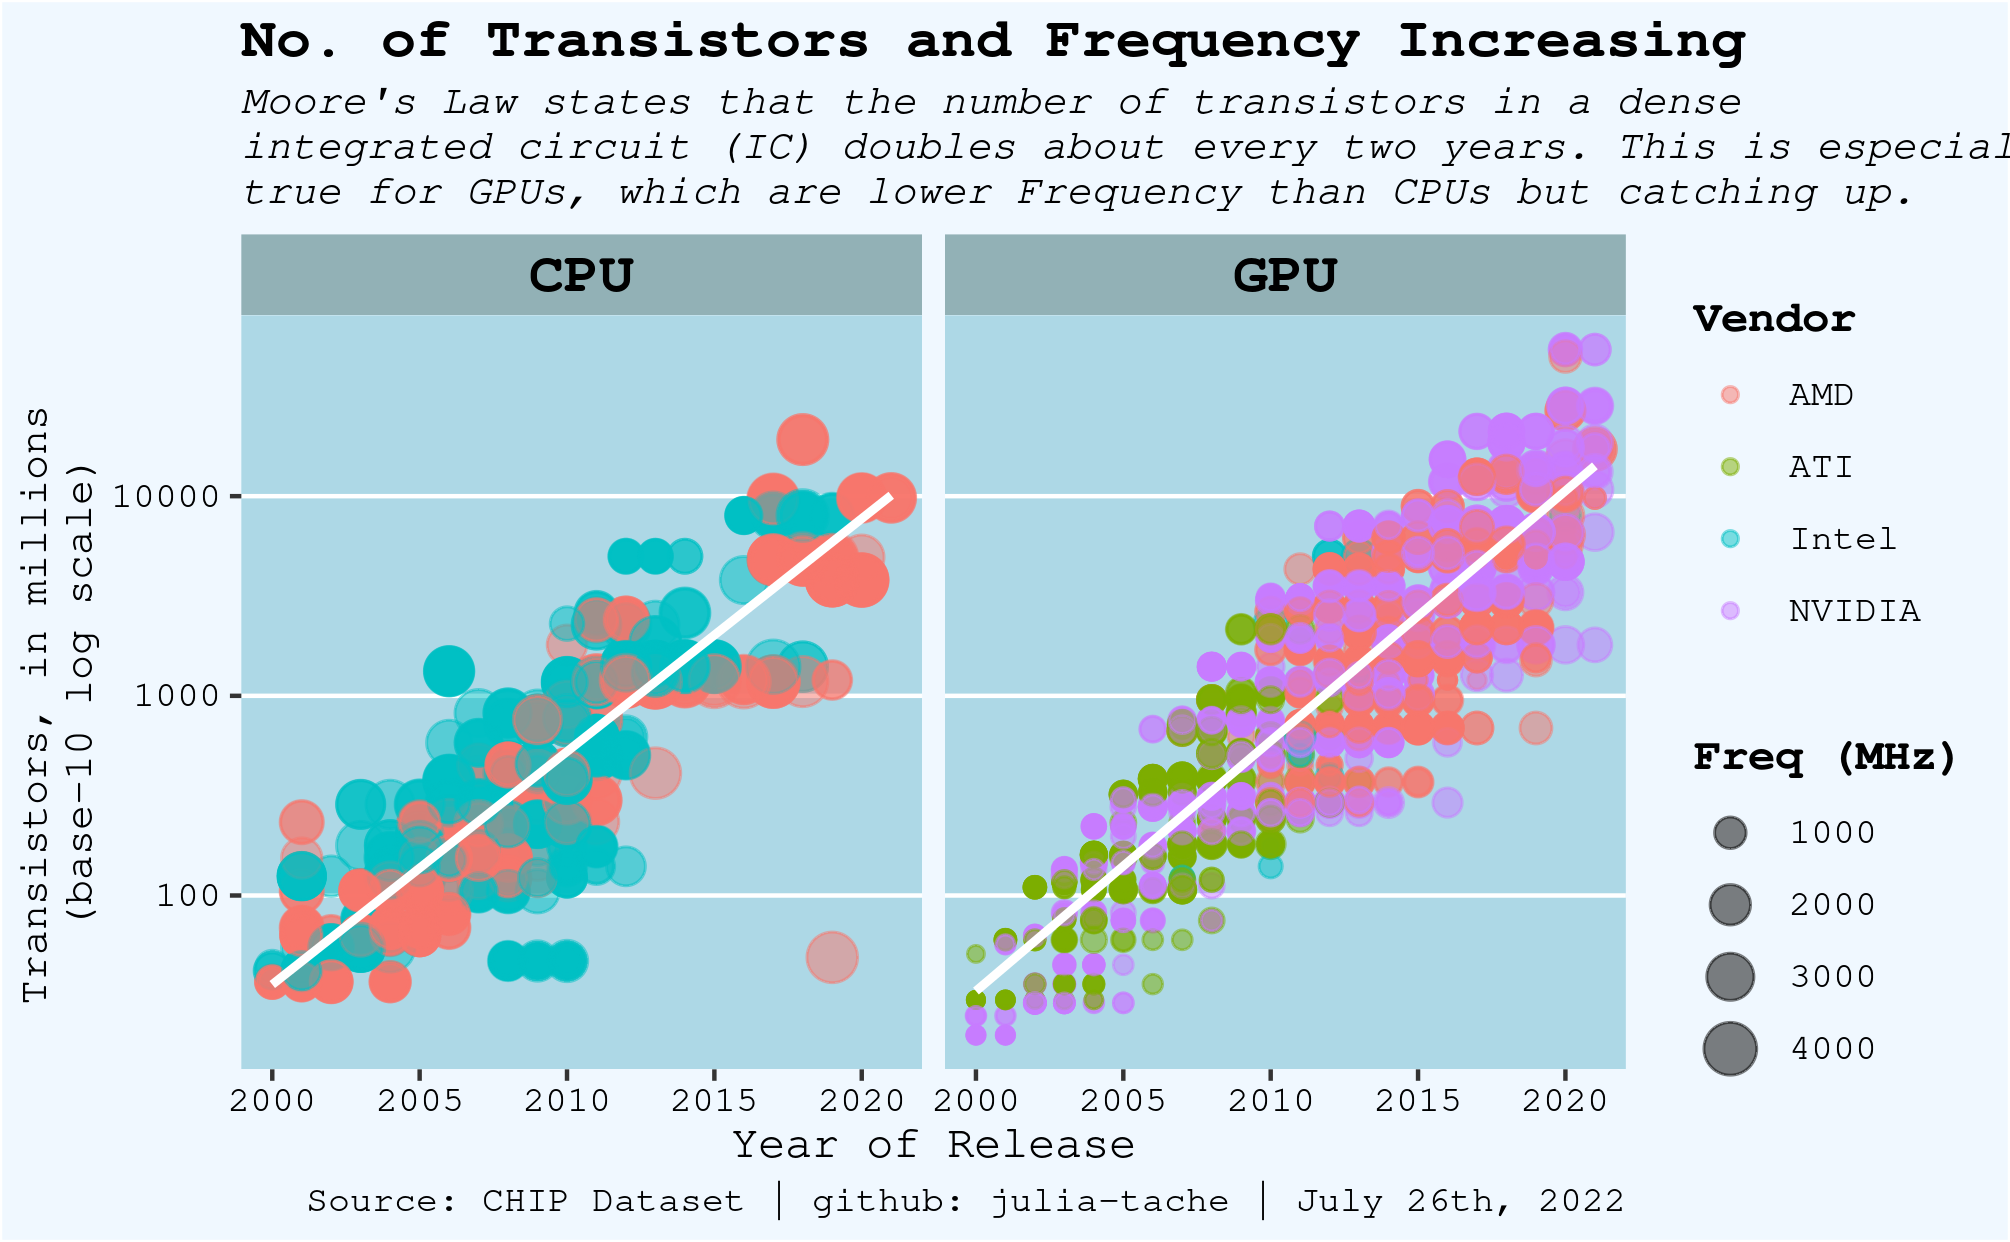 No. of Transistors and Frequency Increasing
Moore's Law states that the number of transistors in a dense
integrated circuit (IC) doubles about every two years. This is especial
true for GPUs, which are lower Frequency than CPUs but catching up.
CPU
GPU
Transistors, in millions
(base-10 log scale)
10000
1000
100
2000 2005 2010 2015 2020
2000 2005 2010 2015 2020
Year of Release
Vendor
AMD
ATI
Intel
NVIDIA
Freq (MHz)
1000
2000
3000
4000
Source: CHIP Dataset | github: julia-tache | July 26th, 2022